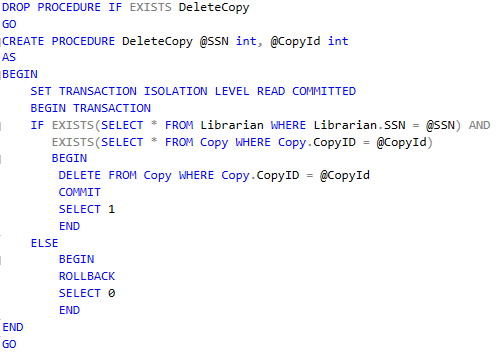 DROP PROCEDURE IF EXISTS DeleteCopy
GO
CREATE PROCEDURE DeleteCopy @SSN int, @CopyId int
AS
BEGIN
    SET TRANSACTION ISOLATION LEVEL READ COMMITTED
    BEGIN TRANSACTION
    IF EXISTS(SELECT * FROM Librarian WHERE Librarian.SSN = @SSN) AND
       EXISTS(SELECT * FROM Copy WHERE Copy.CopyID = @CopyId)
       BEGIN
        DELETE FROM Copy WHERE Copy.CopyID = @CopyId
        COMMIT
        SELECT 1
        END
    ELSE
        BEGIN
        ROLLBACK
        SELECT 0
        END
END
GO